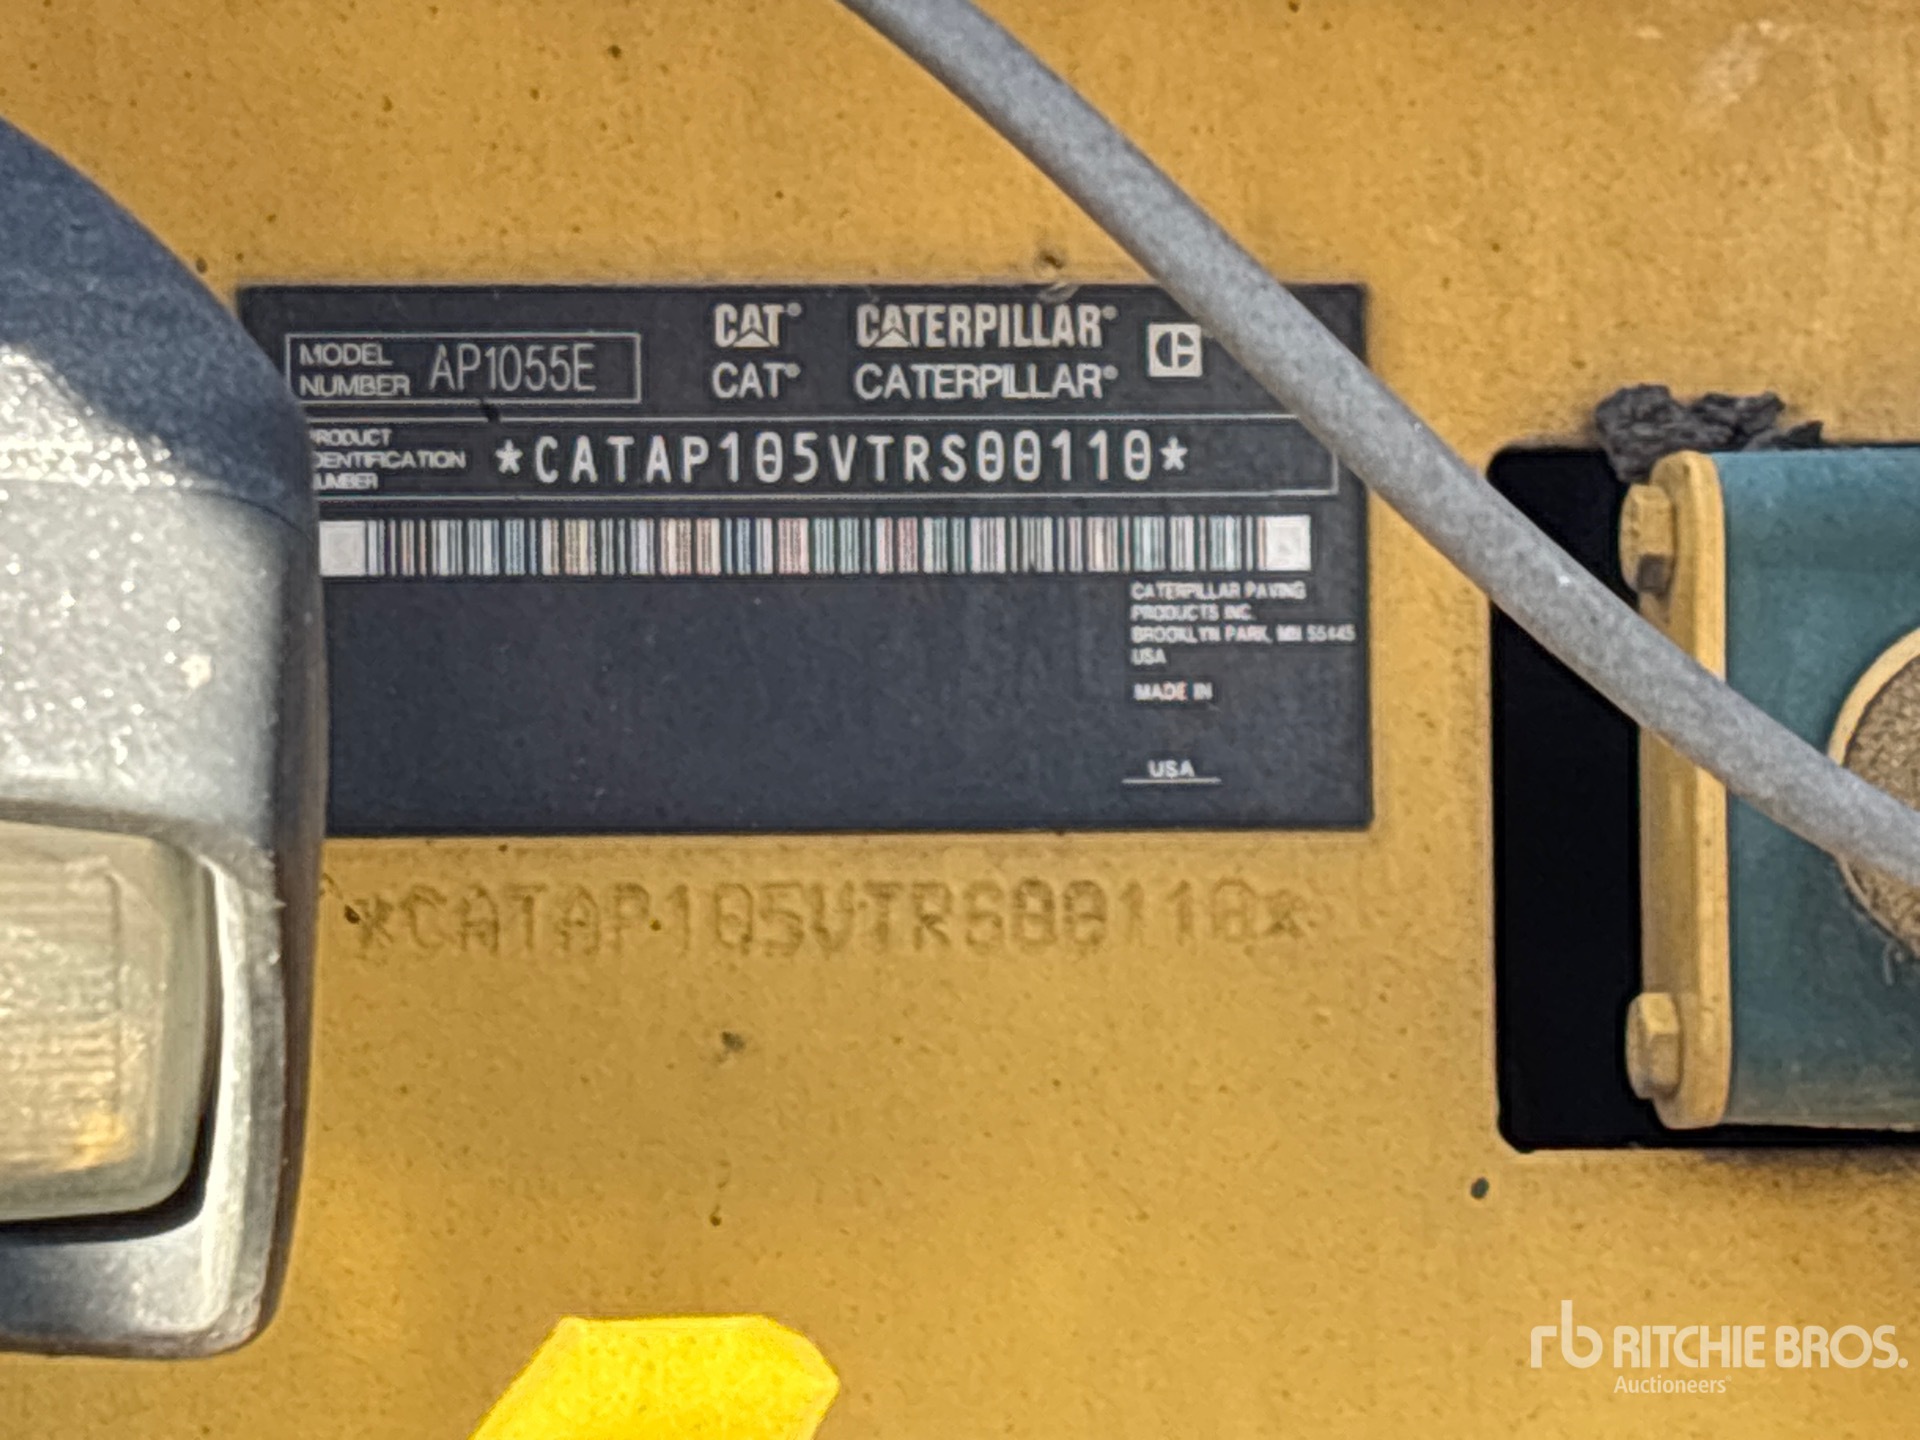 CAT® CATERPILLAR®
MODEL NUMBER AP1055E
CAT® CATERPILLAR®
PRODUCT
IDENTIFICATION
NUMBER
*CATAP105VTRS00110*
CATERPILLAR PAVING
PRODUCTS INC.
BROOKLYN PARK, MN 55445
USA
MADE IN
USA
*CATAP105VTRS00110*
rb RITCHIE BROS.
Auctioneers